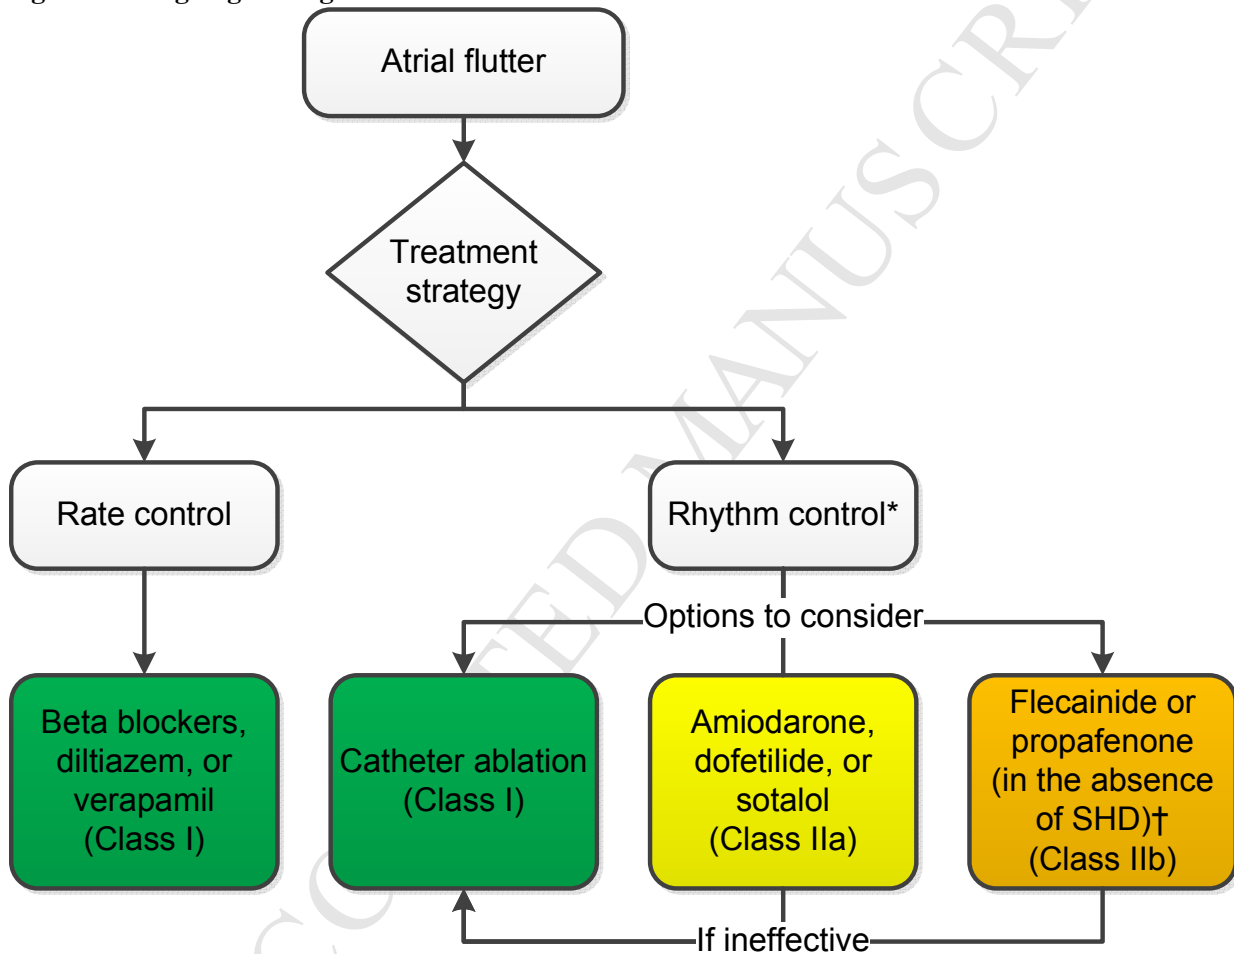 Atrial flutter
Treatment
strategy
Rate control
Rhythm control*
Options to consider
Beta blockers,
diltiazem, or
verapamil
(Class I)
Catheter ablation
(Class I)
Amiodarone,
dofetilide, or
sotalol
(Class IIa)
Flecainide or
propafenone
(in the absence
of SHD)†
(Class IIb)
If ineffective